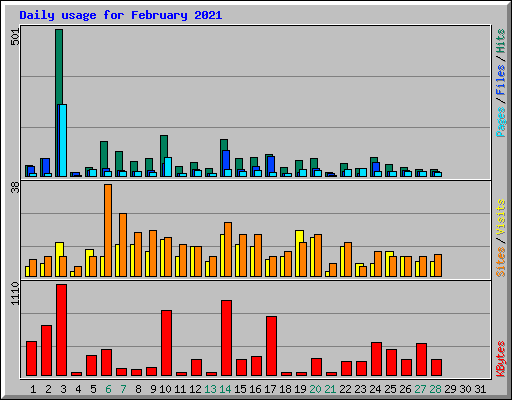 Daily usage for February 2021
501
Pages / Files / Hits
38
Sites / Visits
1110
KBytes
1 2 3 4 5 6 7 8 9 10 11 12 13 14 15 16 17 18 19 20 21 22 23 24 25 26 27 28 29 30 31